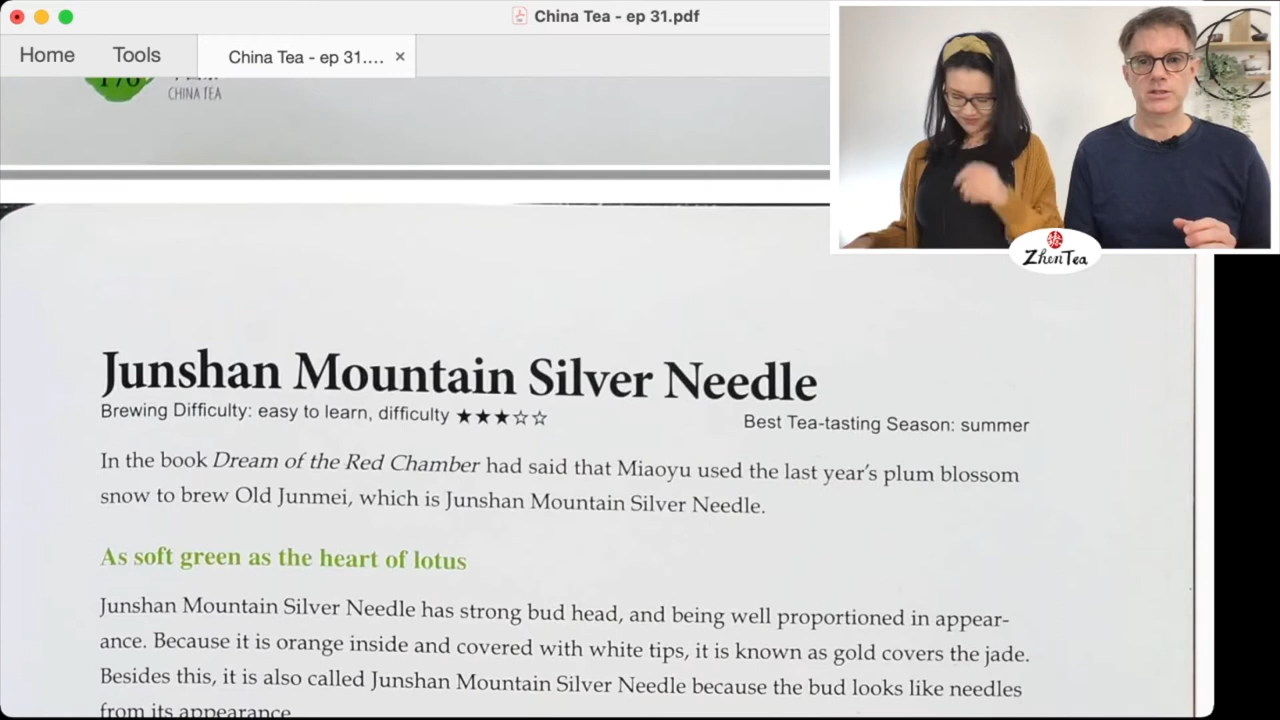 China Tea - ep 31.pdf
Home
Tools
China Tea - ep 31....
CHINA TEA
Zhen Tea
Junshan Mountain Silver Needle
Brewing Difficulty: easy to learn, difficulty ★★★☆☆
Best Tea-tasting Season: summer
In the book Dream of the Red Chamber had said that Miaoyu used the last year's plum blossom
snow to brew Old Junmei, which is Junshan Mountain Silver Needle.
As soft green as the heart of lotus
Junshan Mountain Silver Needle has strong bud head, and being well proportioned in appear-
ance. Because it is orange inside and covered with white tips, it is known as gold covers the jade.
Besides this, it is also called Junshan Mountain Silver Needle because the bud looks like needles
from its appearance